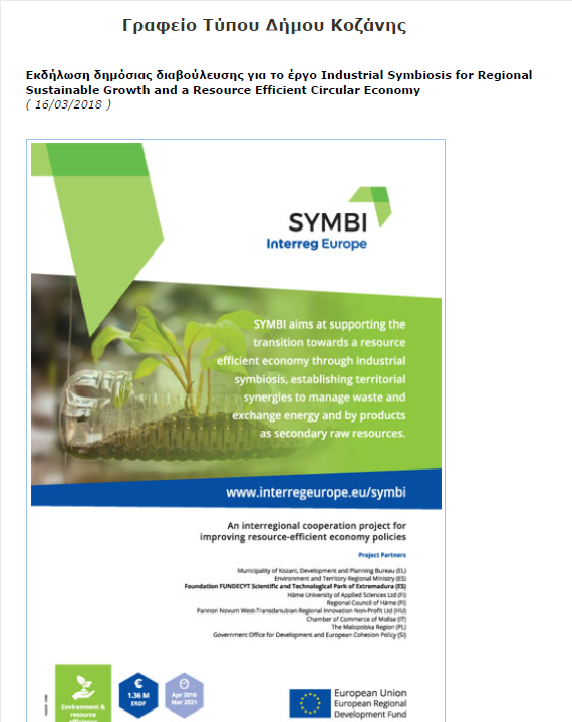 Γραφείο Τύπου Δήμου Κοζάνης
Εκδήλωση δημόσιας διαβούλευσης για το έργο Industrial Symbiosis for Regional
Sustainable Growth and a Resource Efficient Circular Economy
( 16/03/2018 )
SYMBI
Interreg Europe
SYMBI aims at supporting the
transition towards a resource
efficient economy through industrial
symbiosis, establishing territorial
synergies to manage waste and
exchange energy and by products
as secondary raw resources.
www.interregeurope.eu/symbi
An interregional cooperation project for
improving resource-efficient economy policies
Project Partners
Municipality of Kozani, Development and Planning Bureau (EL)
Environment and Territory Regional Ministry (ES)
Foundation FUNDECYT Scientific and Technological Park of Extremadura (ES)
Häme University of Applied Sciences Ltd (FI)
Regional Council of Häme (FI)
Pannon Novum West-Transdanubian Regional Innovation Non-Profit Ltd (HU)
Chamber of Commerce of Molise (IT)
The Malopolska Region (PL)
Government Office for Development and European Cohesion Policy (SI)
Environment &
resource
€
1.36 M
ERDF
Apr 2016
Mar 2021
European Union
European Regional
Development Fund